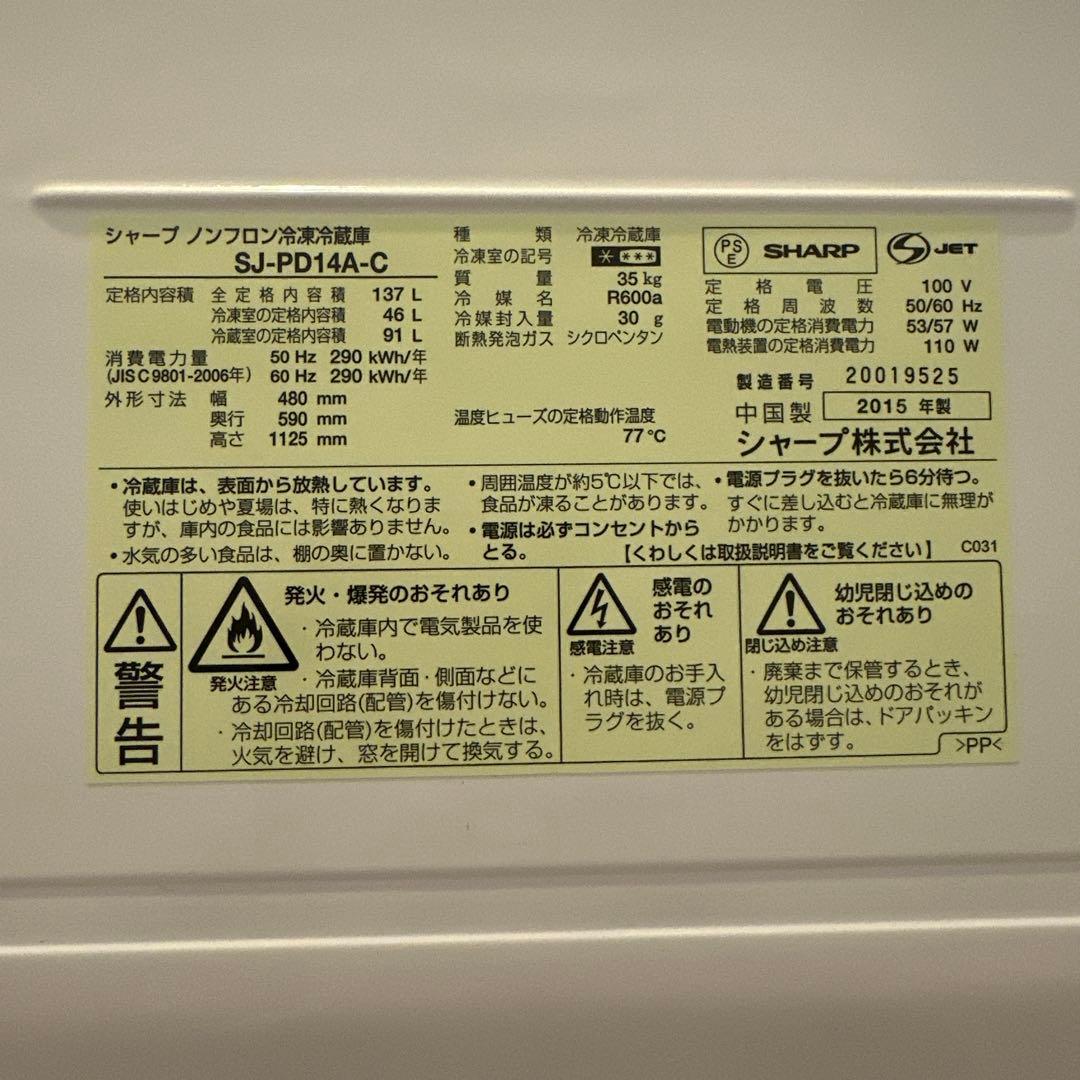 シャープ ノンフロン冷凍冷蔵庫
SJ-PD14A-C
定格内容積 全定格内容積 137 L
冷凍室の定格内容積 46 L
冷蔵室の定格内容積 91 L
消費電力量 50 Hz 290 kWh/年
(JIS C 9801-2006年) 60 Hz 290 kWh/年
外形寸法 幅 480 mm
奥行 590 mm
高さ 1125 mm
種類 冷凍冷蔵庫
冷凍室の記号 * ***
質量 35 kg
冷媒名 R600a
冷媒封入量 30 g
断熱発泡ガス シクロペンタン
温度ヒューズの定格動作温度
77℃
PS
E
SHARP
S JET
定格電圧 100 V
定格周波数 50/60 Hz
電動機の定格消費電力 53/57 W
電熱装置の定格消費電力 110 W
製造番号 20019525
中国製 2015 年製
シャープ株式会社
・冷蔵庫は、表面から放熱しています。
使いはじめや夏場は、特に熱くなりま
すが、庫内の食品には影響ありません。
・水気の多い食品は、棚の奥に置かない。
・周囲温度が約5℃以下では、
食品が凍ることがあります。
・電源は必ずコンセントから
とる。
・電源プラグを抜いたら6分待つ。
すぐに差し込むと冷蔵庫に無理が
かかります。
【くわしくは取扱説明書をご覧ください】 C031
警告
発火注意
発火・爆発のおそれあり
・冷蔵庫内で電気製品を使
わない。
・冷蔵庫背面・側面などに
ある冷却回路(配管)を傷付けない。
・冷却回路(配管)を傷付けたときは、
火気を避け、窓を開けて換気する。
感電注意
感電の
おそれ
あり
・冷蔵庫のお手入
れ時は、電源プ
ラグを抜く。
閉じ込め注意
幼児閉じ込めの
おそれあり
・廃棄まで保管するとき、
幼児閉じ込めのおそれが
ある場合は、ドアパッキン
をはずす。
>PP<